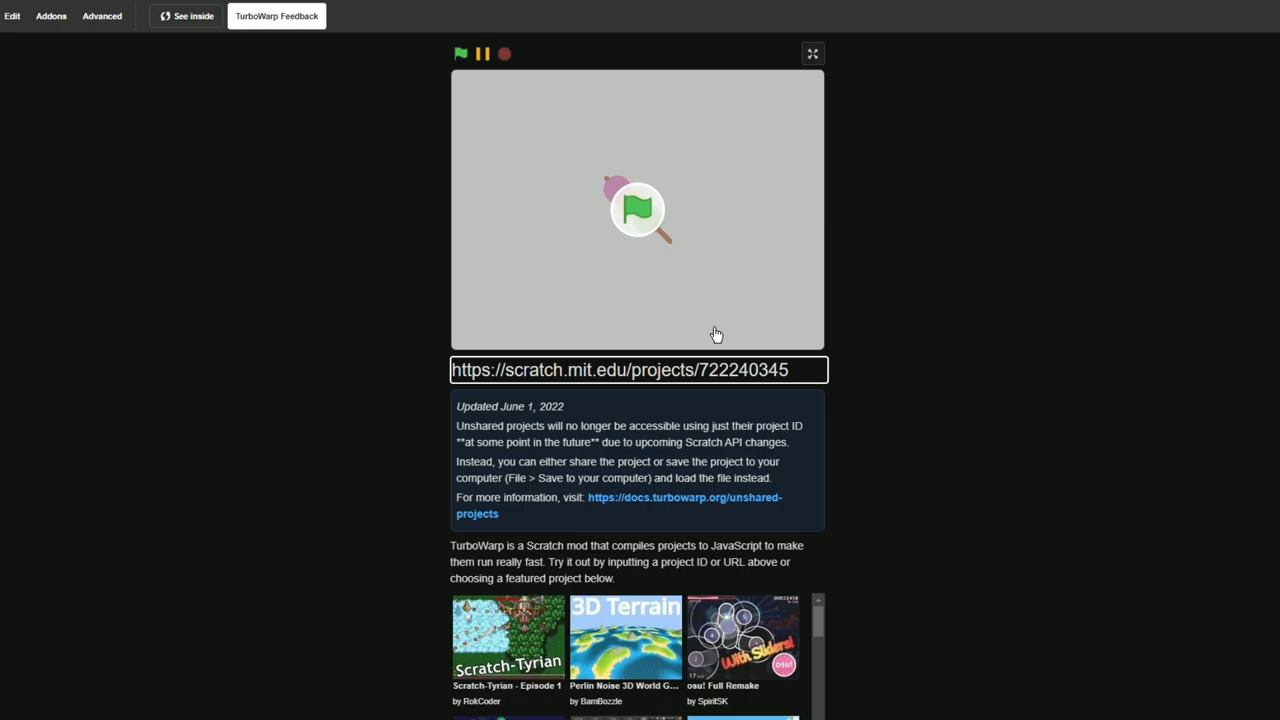 Edit Addons Advanced See inside TurboWarp Feedback
https://scratch.mit.edu/projects/722240345
Updated June 1, 2022
Unshared projects will no longer be accessible using just their project ID
**at some point in the future** due to upcoming Scratch API changes.
Instead, you can either share the project or save the project to your
computer (File > Save to your computer) and load the file instead.
For more information, visit: https://docs.turbowarp.org/unshared-
projects
TurboWarp is a Scratch mod that compiles projects to JavaScript to make
them run really fast. Try it out by inputting a project ID or URL above or
choosing a featured project below.
Scratch-Tyrian
3D Terrain
With Sliders!
osu!
Scratch-Tyrian - Episode 1
by RokCoder
Perlin Noise 3D World G...
by BamBozzle
osu! Full Remake
by SpiritSK